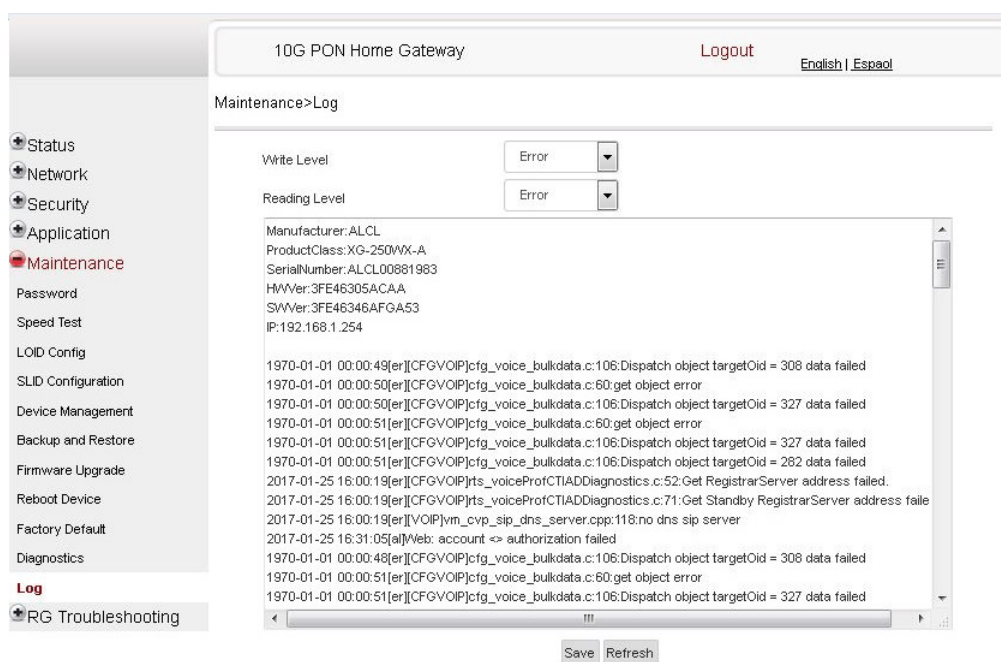 10G PON Home Gateway
Logout
English | Espaol
Maintenance>Log
Status
Network
Security
Application
Maintenance
Password
Speed Test
LOID Config
SLID Configuration
Device Management
Backup and Restore
Firmware Upgrade
Reboot Device
Factory Default
Diagnostics
Log
RG Troubleshooting
Write Level Error
Reading Level Error
Manufacturer:ALCL
ProductClass:XG-250WX-A
SerialNumber:ALCL00881983
HWVer:3FE46305ACAA
SWVer:3FE46346AFGA53
IP:192.168.1.254
1970-01-01 00:00:49[er][CFGVOIP]cfg_voice_bulkdata.c:106:Dispatch object targetOid = 308 data failed
1970-01-01 00:00:50[er][CFGVOIP]cfg_voice_bulkdata.c:60:get object error
1970-01-01 00:00:50[er][CFGVOIP]cfg_voice_bulkdata.c:106:Dispatch object targetOid = 327 data failed
1970-01-01 00:00:51[er][CFGVOIP]cfg_voice_bulkdata.c:60:get object error
1970-01-01 00:00:51[er][CFGVOIP]cfg_voice_bulkdata.c:106:Dispatch object targetOid = 327 data failed
1970-01-01 00:00:51[er][CFGVOIP]cfg_voice_bulkdata.c:106:Dispatch object targetOid = 282 data failed
2017-01-25 16:00:19[er][CFGVOIP]rts_voiceProfCTIADDiagnostics.c:52:Get RegistrarServer address failed.
2017-01-25 16:00:19[er][CFGVOIP]rts_voiceProfCTIADDiagnostics.c:71:Get Standby RegistrarServer address faile
2017-01-25 16:00:19[er][VOIP]vm_cvp_sip_dns_server.cpp:118:no dns sip server
2017-01-25 16:31:05[al]Web: account <> authorization failed
1970-01-01 00:00:48[er][CFGVOIP]cfg_voice_bulkdata.c:106:Dispatch object targetOid = 308 data failed
1970-01-01 00:00:51[er][CFGVOIP]cfg_voice_bulkdata.c:60:get object error
1970-01-01 00:00:51[er][CFGVOIP]cfg_voice_bulkdata.c:106:Dispatch object targetOid = 327 data failed
Save Refresh